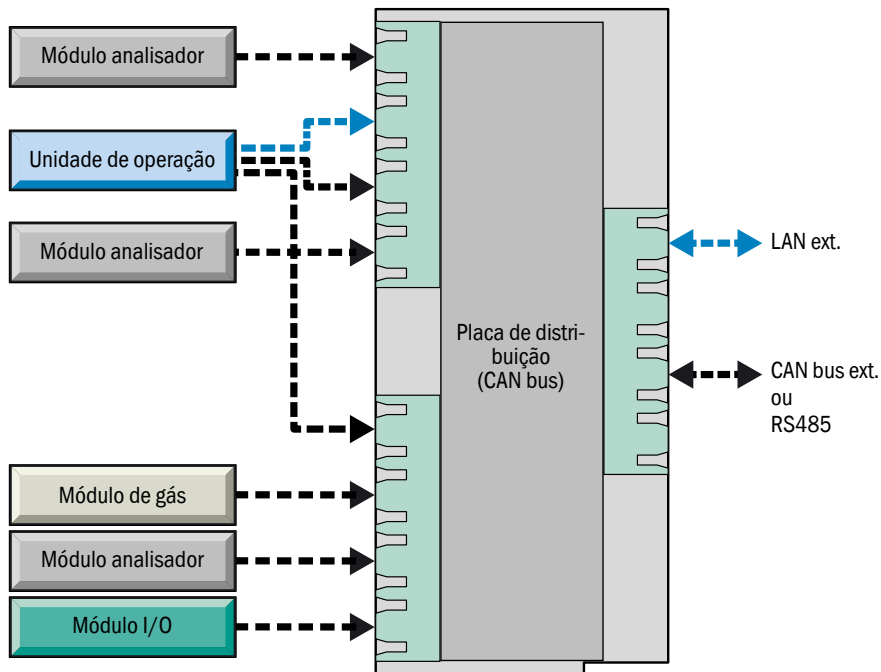 Módulo analisador
Unidade de operação
Módulo analisador
LAN ext.
Placa de distri-
buição
(CAN bus)
CAN bus ext.
ou
RS485
Módulo de gás
Módulo analisador
Módulo I/O